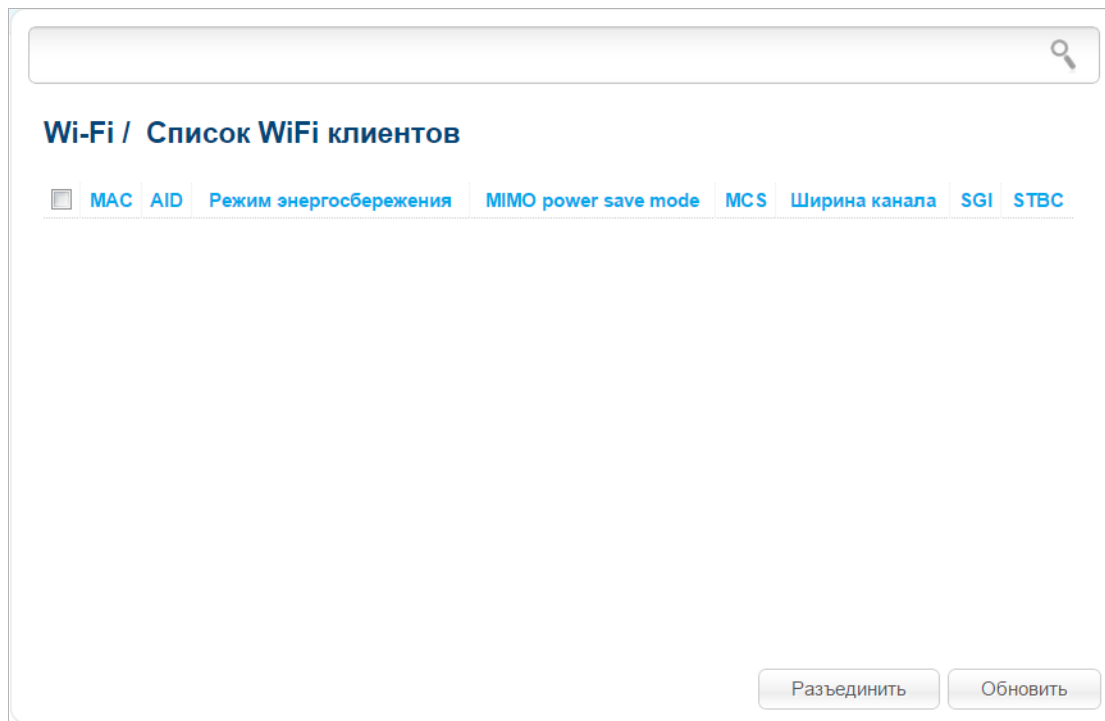 Wi-Fi / Список WiFi клиентов
MAC AID Режим энергосбережения MIMO power save mode MCS Ширина канала SGI STBC
Разъединить Обновить